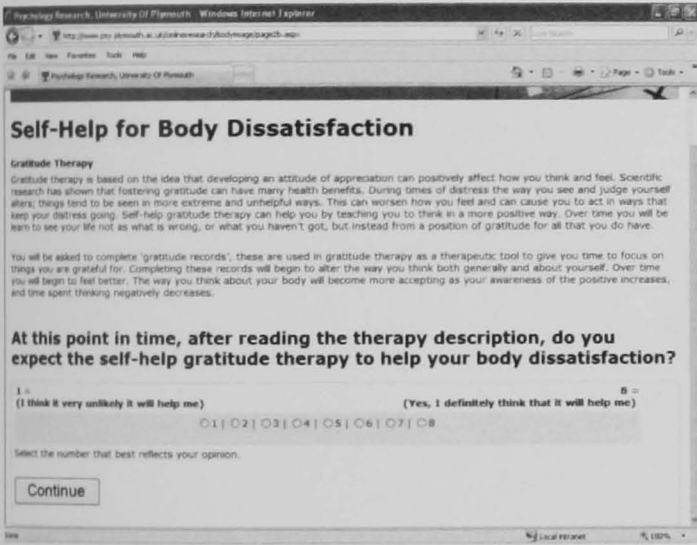 Psychology Research, University Of Plymouth - Windows Internet Explorer
File Edit View Favorites Tools Help
Psychology Research, University Of Plymouth
Page Tools
Self-Help for Body Dissatisfaction
Gratitude Therapy
Gratitude therapy is based on the idea that developing an attitude of appreciation can positively affect how you think and feel. Scientific
research has shown that fostering gratitude can have many health benefits. During times of distress the way you see and judge yourself
alters; things tend to be seen in more extreme and unhelpful ways. This can worsen how you feel and can cause you to act in ways that
keep your distress going. Self-help gratitude therapy can help you by teaching you to think in a more positive way. Over time you will be
learn to see your life not as what is wrong, or what you haven't got, but instead from a position of gratitude for all that you do have.
You will be asked to complete 'gratitude records', these are used in gratitude therapy as a therapeutic tool to give you time to focus on
things you are grateful for. Completing these records will begin to alter the way you think both generally and about yourself. Over time
you will begin to feel better. The way you think about your body will become more accepting as your awareness of the positive increases,
and time spent thinking negatively decreases.
At this point in time, after reading the therapy description, do you
expect the self-help gratitude therapy to help your body dissatisfaction?
1 = 8 =
(I think it very unlikely it will help me) (Yes, I definitely think that it will help me)
1 | 2 | 3 | 4 | 5 | 6 | 7 | 8
Select the number that best reflects your opinion.
Continue
Local intranet 100%